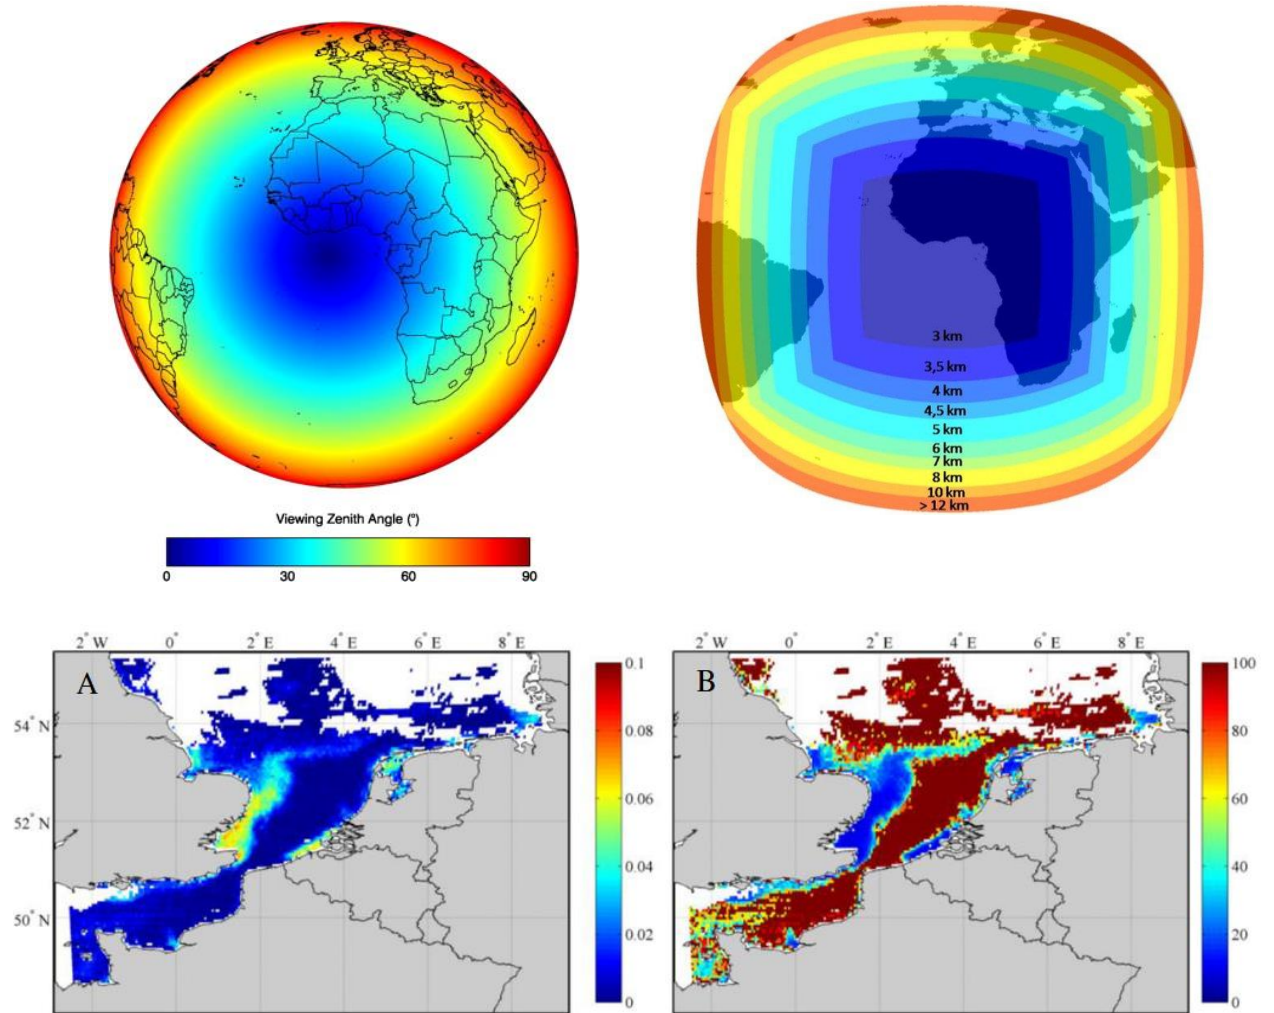 3 km
3,5 km
4 km
4,5 km
5 km
6 km
7 km
8 km
10 km
> 12 km
Viewing Zenith Angle (°)
0 30 60 90
2° W 0° 2° E 4° E 6° E 8° E
A
54° N
52° N
50° N
0.1
0.08
0.06
0.04
0.02
0
2° W 0° 2° E 4° E 6° E 8° E
B
100
80
60
40
20
0